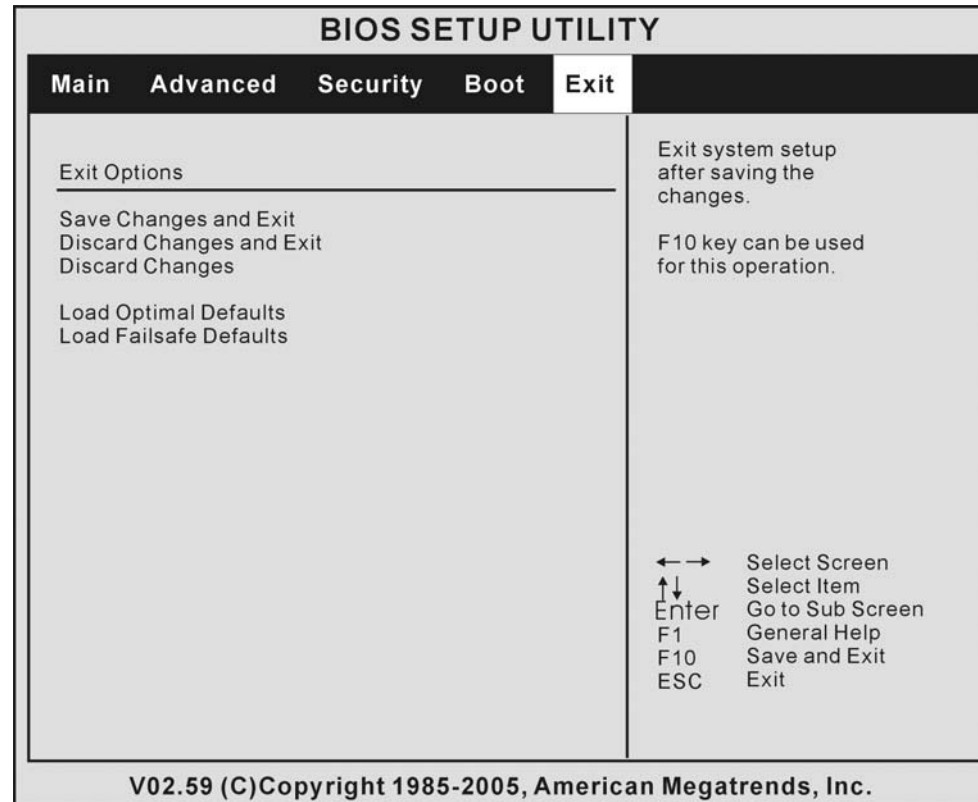 BIOS SETUP UTILITY
Main Advanced Security Boot Exit
Exit Options
Save Changes and Exit
Discard Changes and Exit
Discard Changes
Load Optimal Defaults
Load Failsafe Defaults
Exit system setup
after saving the
changes.
F10 key can be used
for this operation.
←→ Select Screen
↑↓ Select Item
Enter Go to Sub Screen
F1 General Help
F10 Save and Exit
ESC Exit
V02.59 (C)Copyright 1985-2005, American Megatrends, Inc.